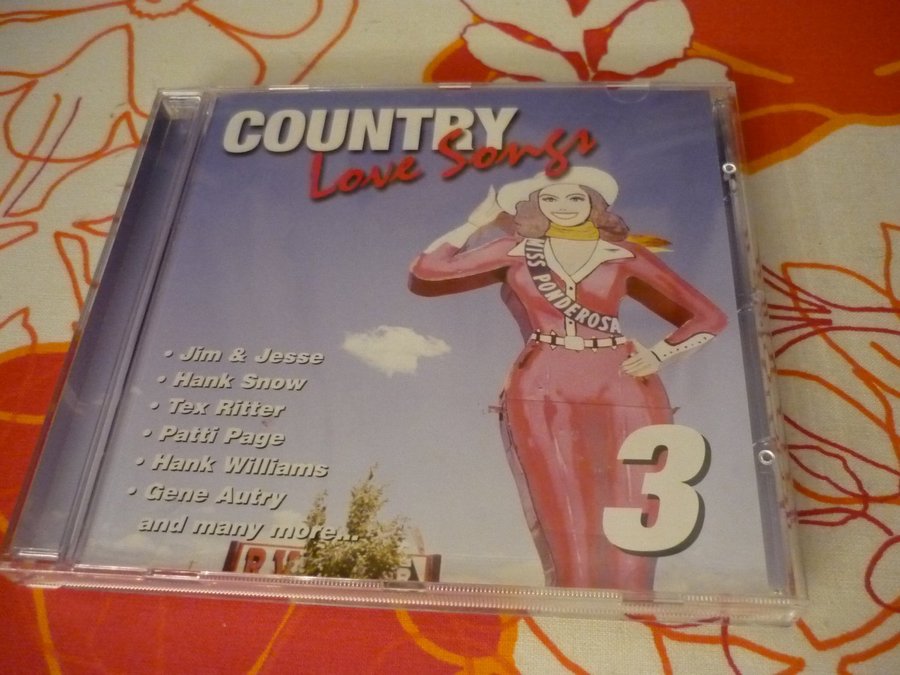 COUNTRY
Love Songs
MISS PONDEROSA
• Jim & Jesse
• Hank Snow
• Tex Ritter
• Patti Page
• Hank Williams
• Gene Autry
and many more...
3